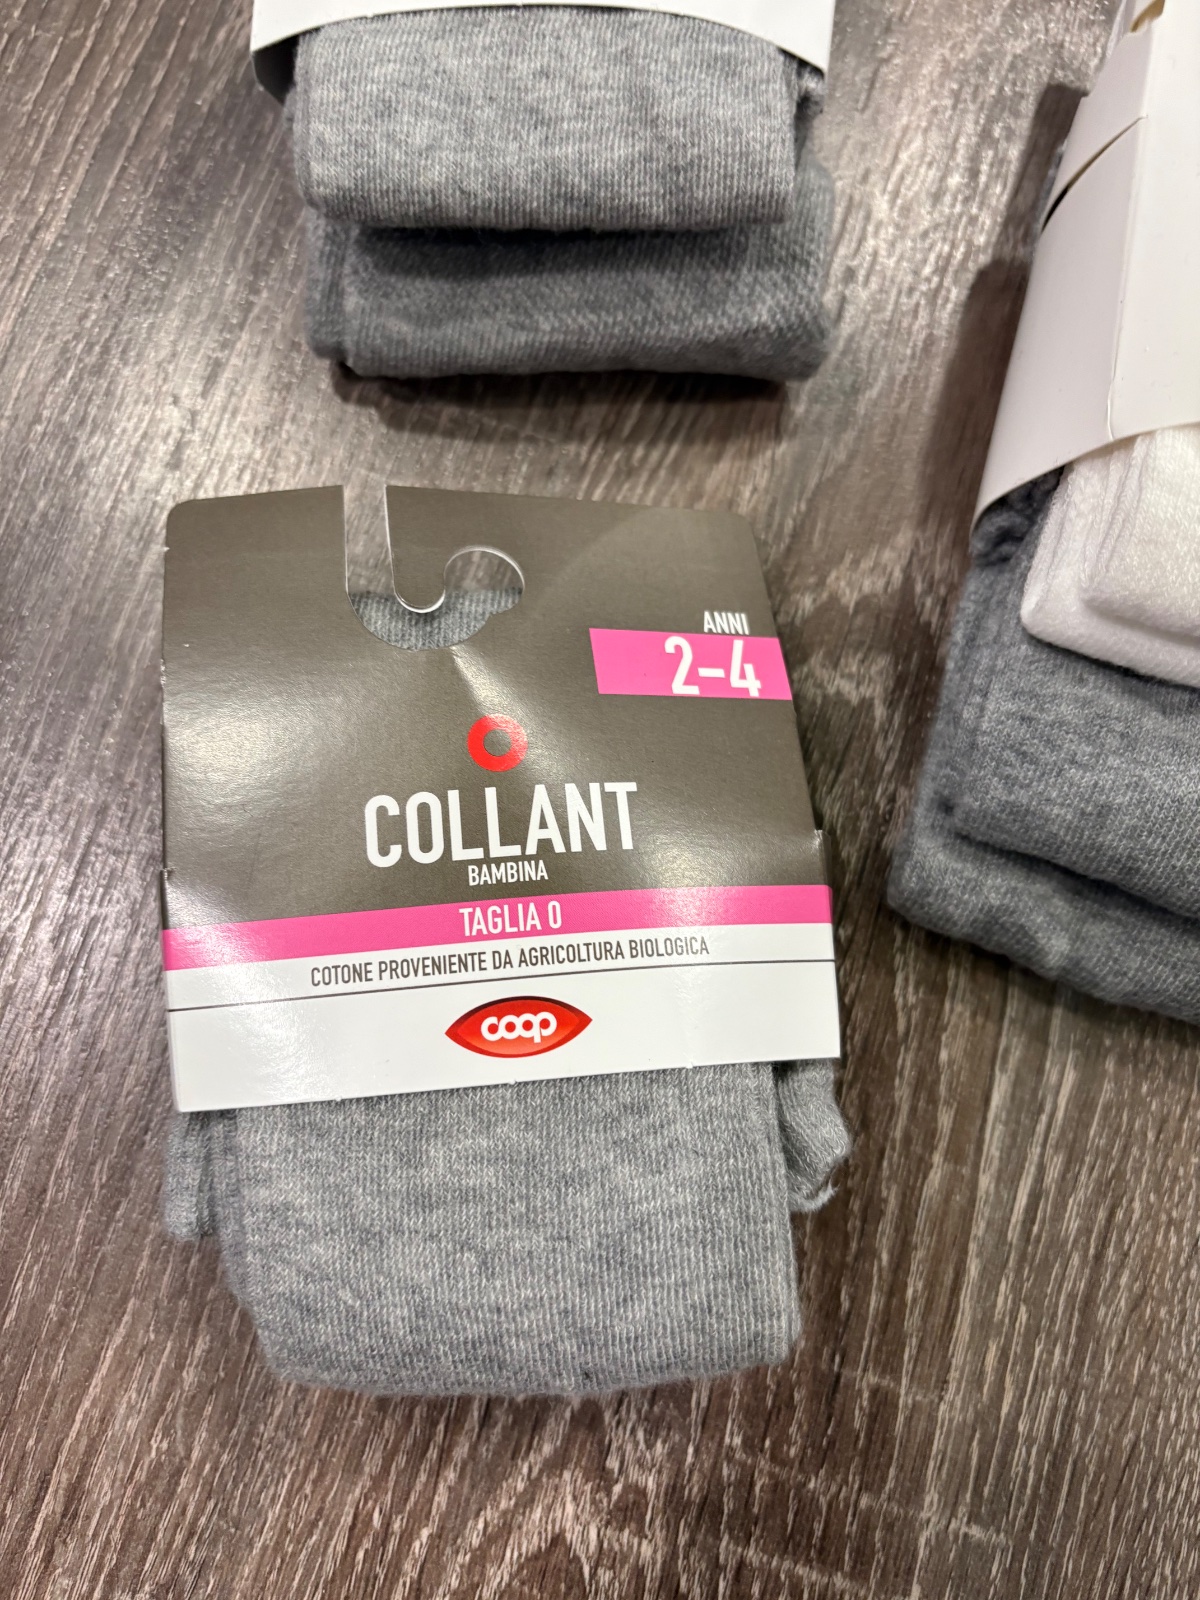 ANNI
2-4
COLLANT
BAMBINA
TAGLIA 0
COTONE PROVENIENTE DA AGRICOLTURA BIOLOGICA
coop